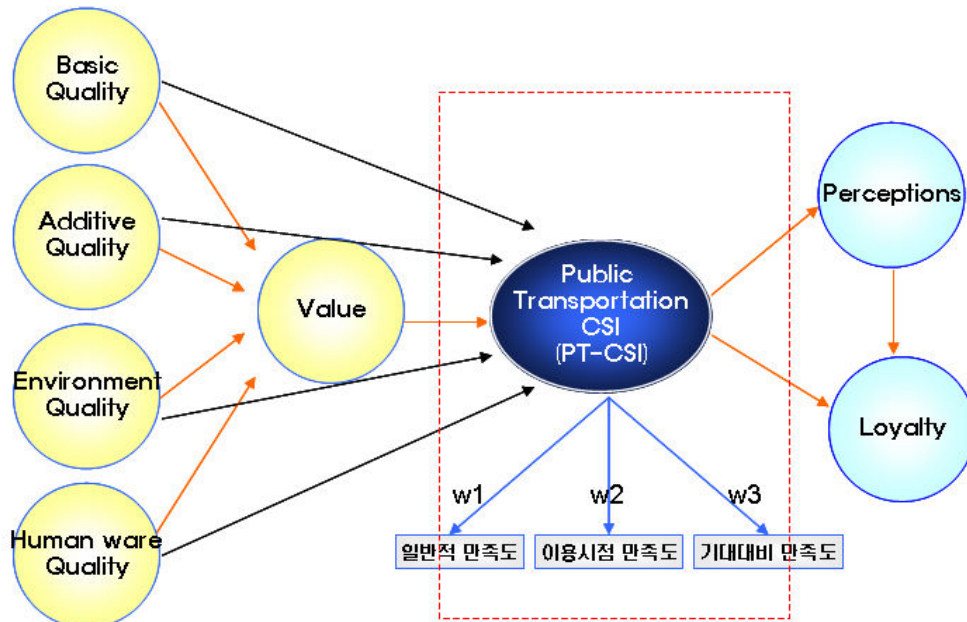 Basic
Quality
Additive
Quality
Environment
Quality
Human ware
Quality
Value
Public
Transportation
CSI
(PT-CSI)
Perceptions
Loyalty
w1
w2
w3
일반적 만족도
이용시점 만족도
기대대비 만족도